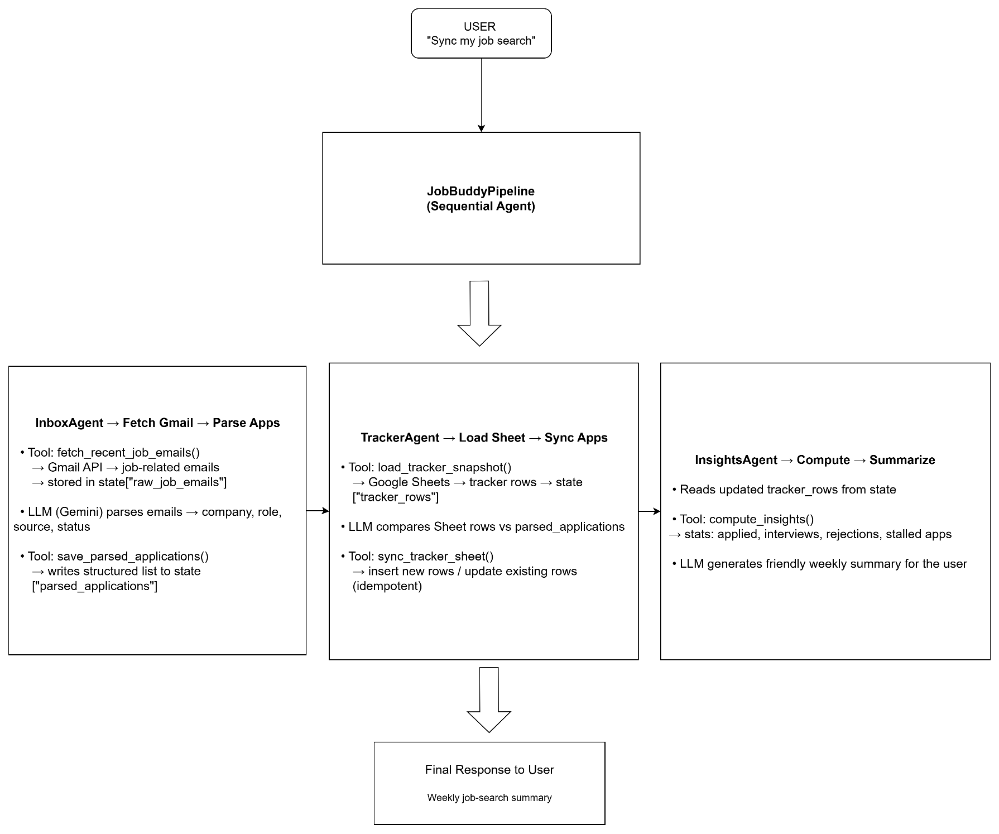 USER
"Sync my job search"
JobBuddyPipeline
(Sequential Agent)
InboxAgent → Fetch Gmail → Parse Apps
• Tool: fetch_recent_job_emails()
→ Gmail API → job-related emails
→ stored in state["raw_job_emails"]
• LLM (Gemini) parses emails → company, role,
source, status
• Tool: save_parsed_applications()
→ writes structured list to state
["parsed_applications"]
TrackerAgent → Load Sheet → Sync Apps
• Tool: load_tracker_snapshot()
→ Google Sheets → tracker rows → state
["tracker_rows"]
• LLM compares Sheet rows vs parsed_applications
• Tool: sync_tracker_sheet()
→ insert new rows / update existing rows
(idempotent)
InsightsAgent → Compute → Summarize
• Reads updated tracker_rows from state
• Tool: compute_insights()
→ stats: applied, interviews, rejections, stalled apps
• LLM generates friendly weekly summary for the user
Final Response to User
Weekly job-search summary